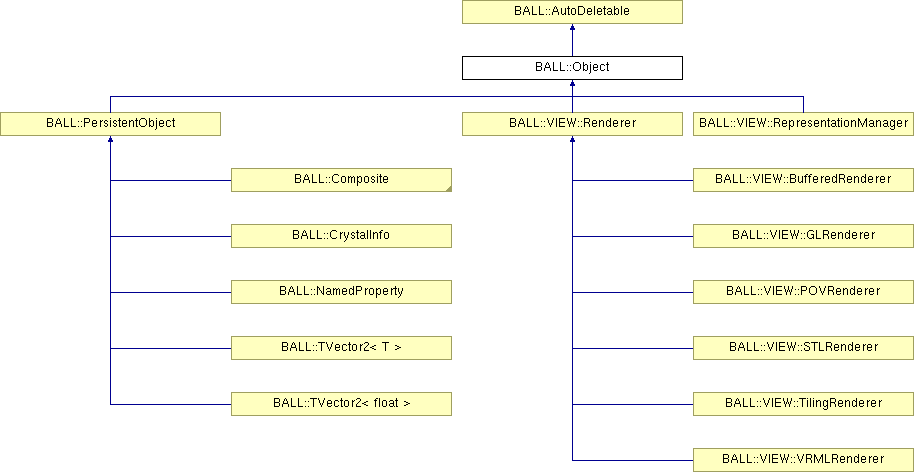 BALL::AutoDeletable
BALL::Object
BALL::PersistentObject
BALL::VIEW::Renderer
BALL::VIEW::RepresentationManager
BALL::Composite
BALL::VIEW::BufferedRenderer
BALL::CrystalInfo
BALL::VIEW::GLRenderer
BALL::NamedProperty
BALL::VIEW::POVRenderer
BALL::TVector2< T >
BALL::VIEW::STLRenderer
BALL::TVector2< float >
BALL::VIEW::TilingRenderer
BALL::VIEW::VRMLRenderer